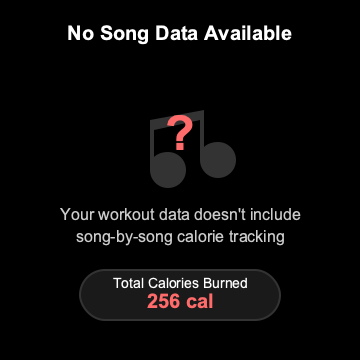 No Song Data Available
?
Your workout data doesn't include
song-by-song calorie tracking
Total Calories Burned
256 cal